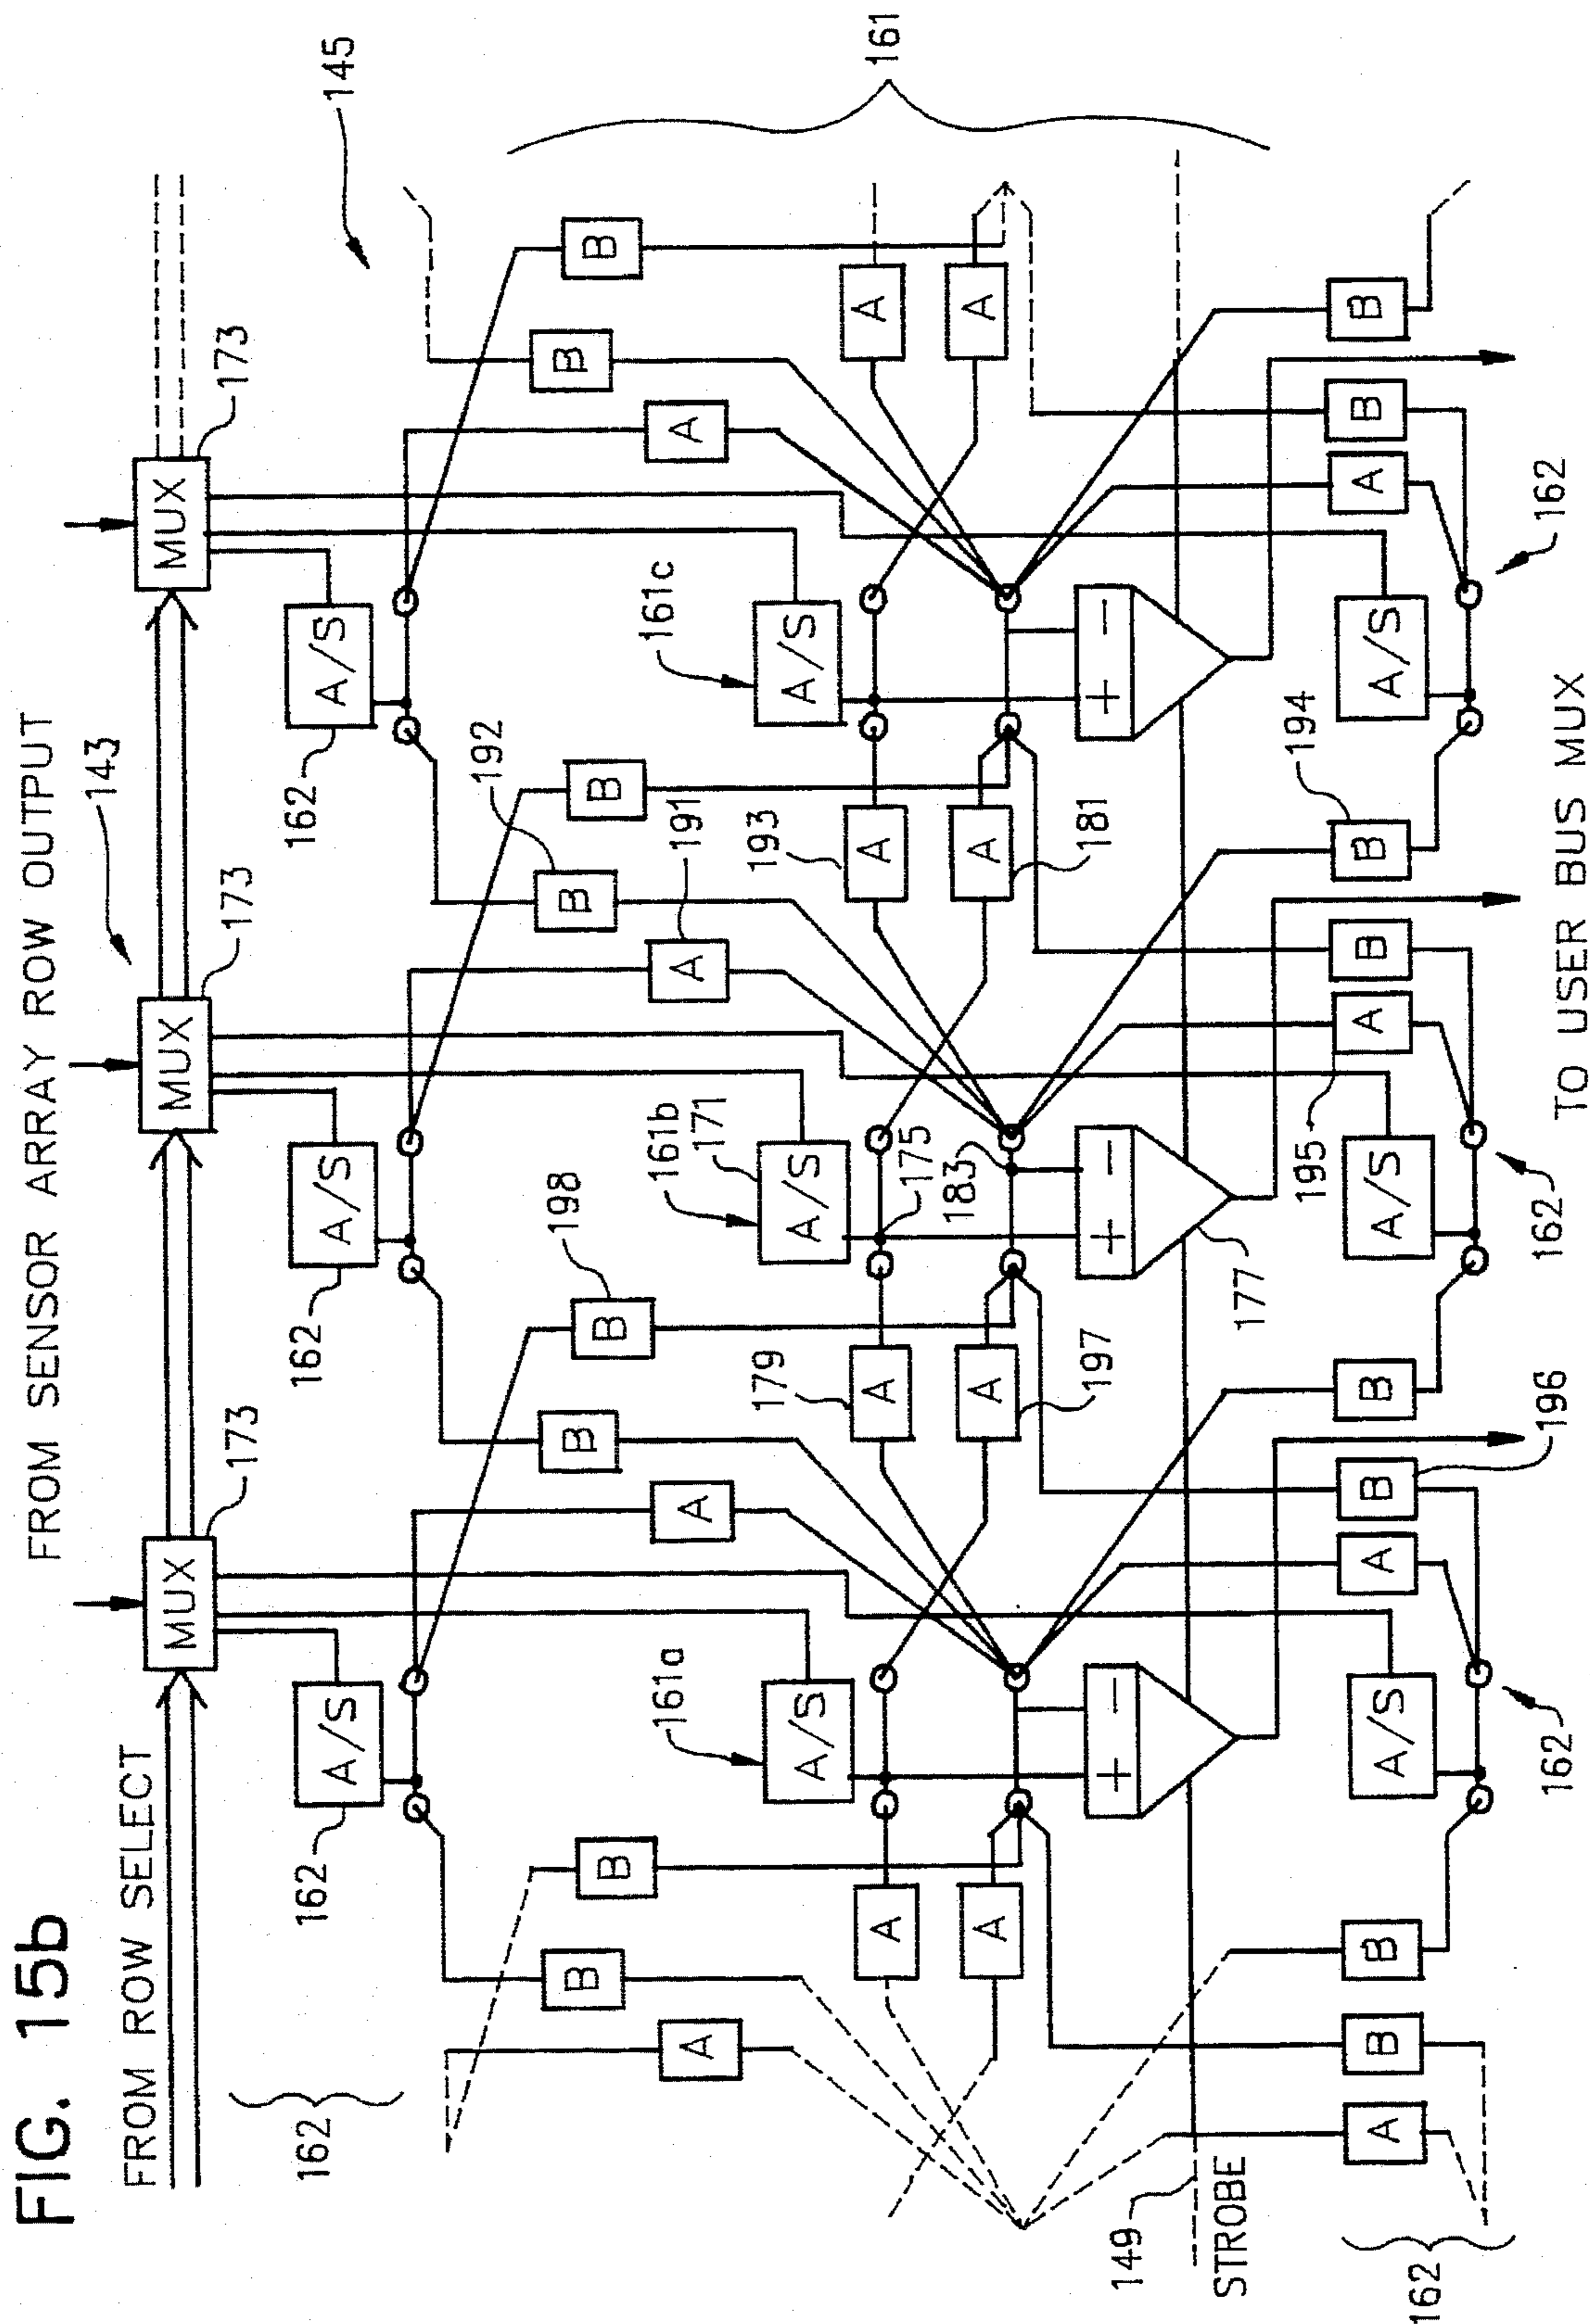 FIG. 15b
FROM SENSOR ARRAY ROW OUTPUT
143
FROM ROW SELECT
MUX
MUX
MUX
173
173
173
145
162
A/S
A/S
A/S
162
162
162
192
198
B
B
B
B
B
B
B
B
A
A
A
A
191
161
161a
161b
161c
171
A/S
A/S
A/S
179
193
A
A
A
A
175
183
A
A
A
A
197
181
+ −
+ −
+ −
177
149
STROBE
194
195
A
B
B
A
B
B
A
B
B
A
B
B
196
A/S
A/S
A/S
162
162
162
162
TO USER BUS MUX